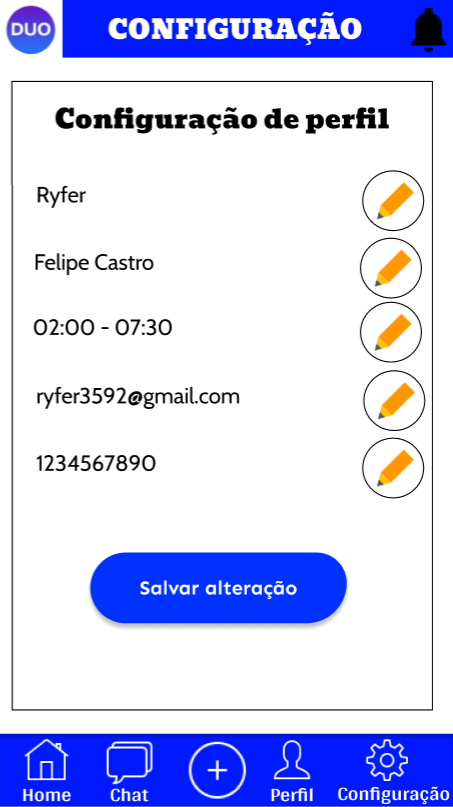 DUO
CONFIGURAÇÃO
Configuração de perfil
Ryfer
Felipe Castro
02:00 - 07:30
ryfer3592@gmail.com
1234567890
Salvar alteração
Home
Chat
Perfil
Configuração